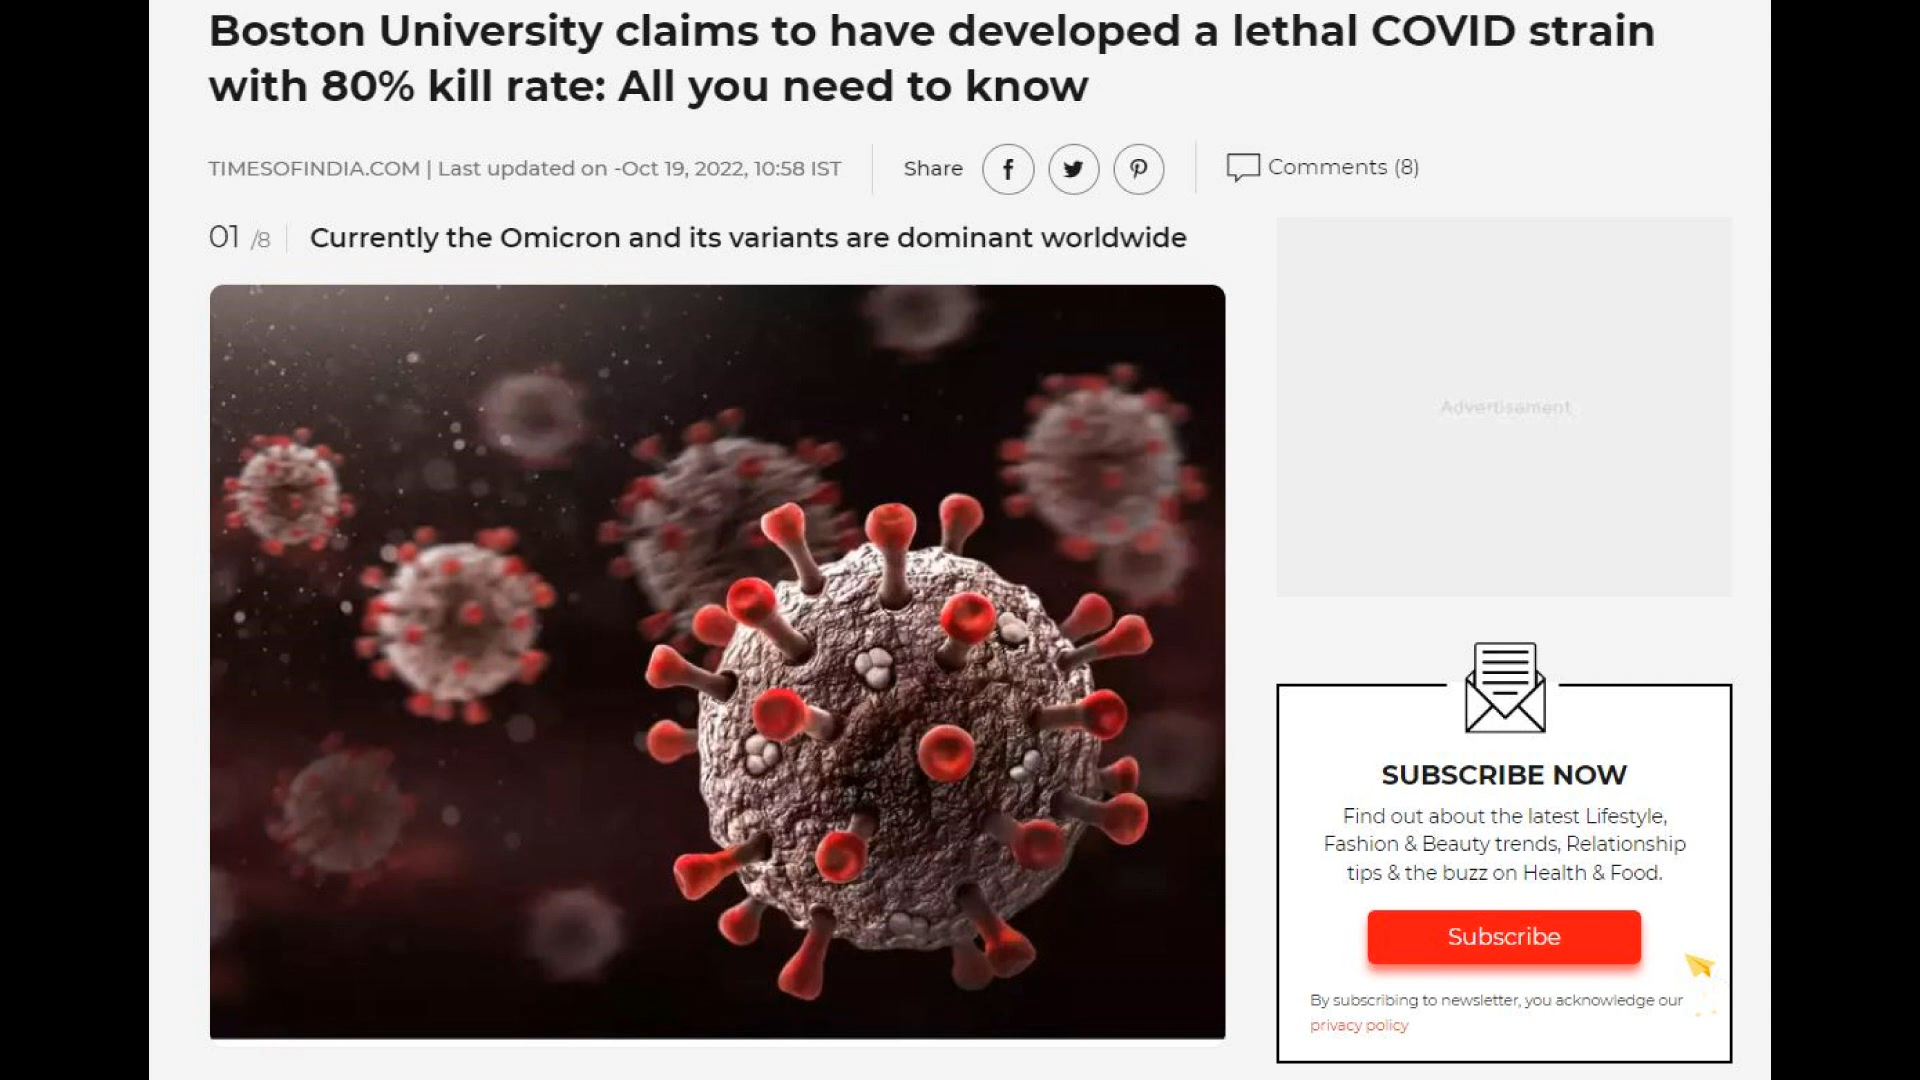 Boston University claims to have developed a lethal COVID strain
with 80% kill rate: All you need to know
TIMESOFINDIA.COM | Last updated on -Oct 19, 2022, 10:58 IST
Share
Comments (8)
01 /8
Currently the Omicron and its variants are dominant worldwide
Advertisement
SUBSCRIBE NOW
Find out about the latest Lifestyle,
Fashion & Beauty trends, Relationship
tips & the buzz on Health & Food.
Subscribe
By subscribing to newsletter, you acknowledge our
privacy policy